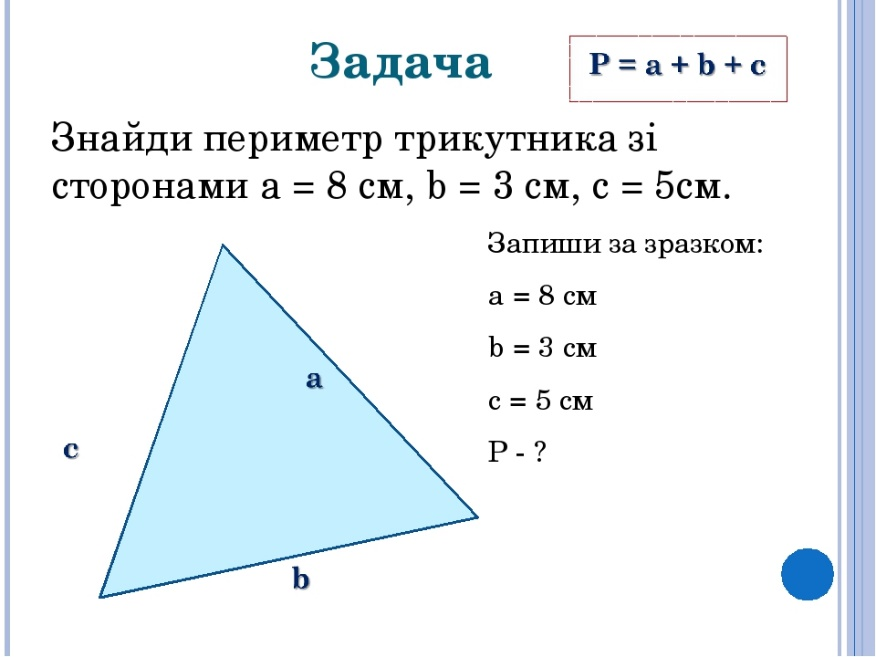 Задача
P = a + b + c
Знайди периметр трикутника зі
сторонами a = 8 см, b = 3 см, c = 5см.
Запиши за зразком:
a = 8 см
b = 3 см
c = 5 см
P - ?
a
c
b